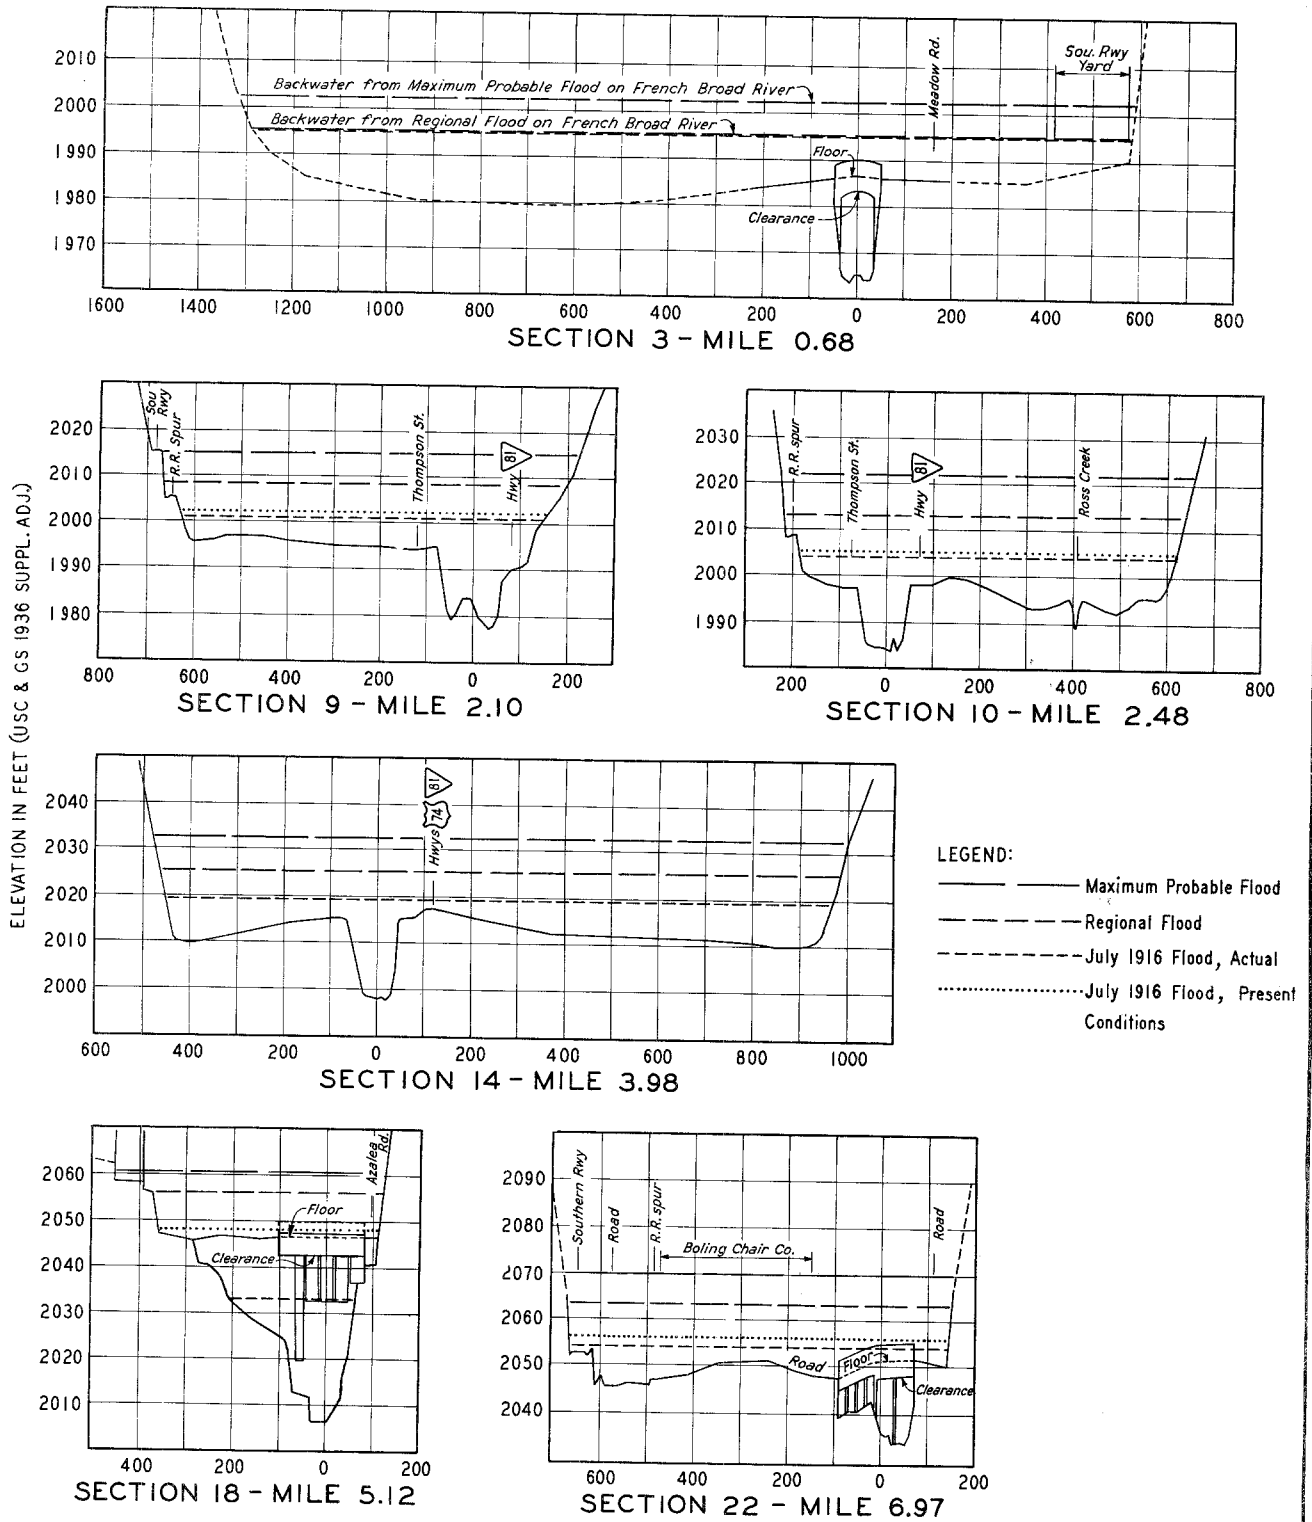 ELEVATION IN FEET (USC & GS 1936 SUPPL. ADJ.)
2010
2000
1990
1980
1970
Backwater from Maximum Probable Flood on French Broad River
Backwater from Regional Flood on French Broad River
Floor
Clearance
Meadow Rd.
Sou. Rwy
Yard
1600 1400 1200 1000 800 600 400 200 0 200 400 600 800
SECTION 3 - MILE 0.68
2020
2010
2000
1990
1980
Sou
Rwy
R.R. Spur
Thompson St.
Hwy 81
800 600 400 200 0 200
SECTION 9 - MILE 2.10
2030
2020
2010
2000
1990
R.R. spur
Thompson St.
Hwy 81
Ross Creek
200 0 200 400 600 800
SECTION 10 - MILE 2.48
2040
2030
2020
2010
2000
Hwys 74 81
600 400 200 0 200 400 600 800 1000
SECTION 14 - MILE 3.98
LEGEND:
Maximum Probable Flood
Regional Flood
July 1916 Flood, Actual
July 1916 Flood, Present
Conditions
2060
2050
2040
2030
2020
2010
Azalea
Rd.
Floor
Clearance
400 200 0 200
SECTION 18 - MILE 5.12
2090
2080
2070
2060
2050
2040
Southern Rwy
Road
R.R. spur
Boling Chair Co.
Road
Road
Floor
Clearance
600 400 200 0 200
SECTION 22 - MILE 6.97